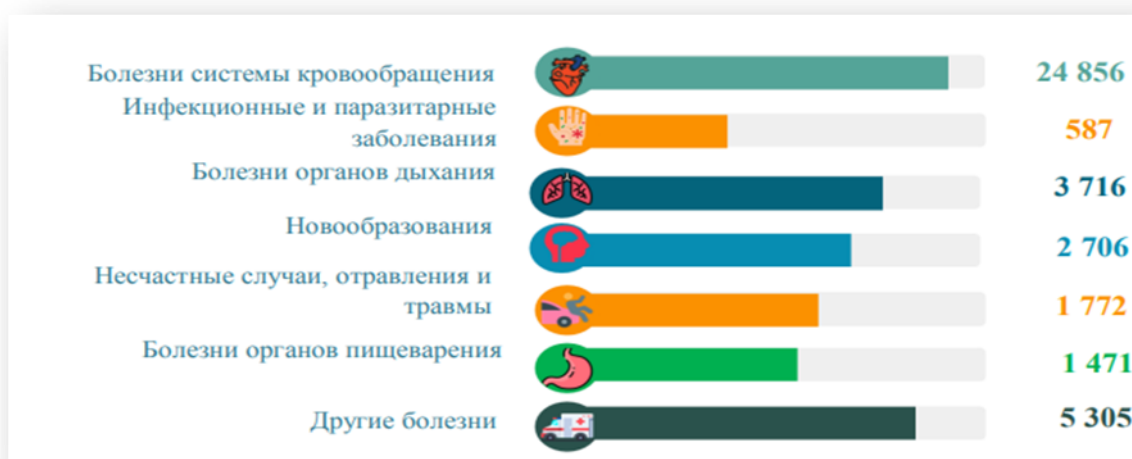 Болезни системы кровообращения 24 856
Инфекционные и паразитарные
заболевания 587
Болезни органов дыхания 3 716
Новообразования 2 706
Несчастные случаи, отравления и
травмы 1 772
Болезни органов пищеварения 1 471
Другие болезни 5 305